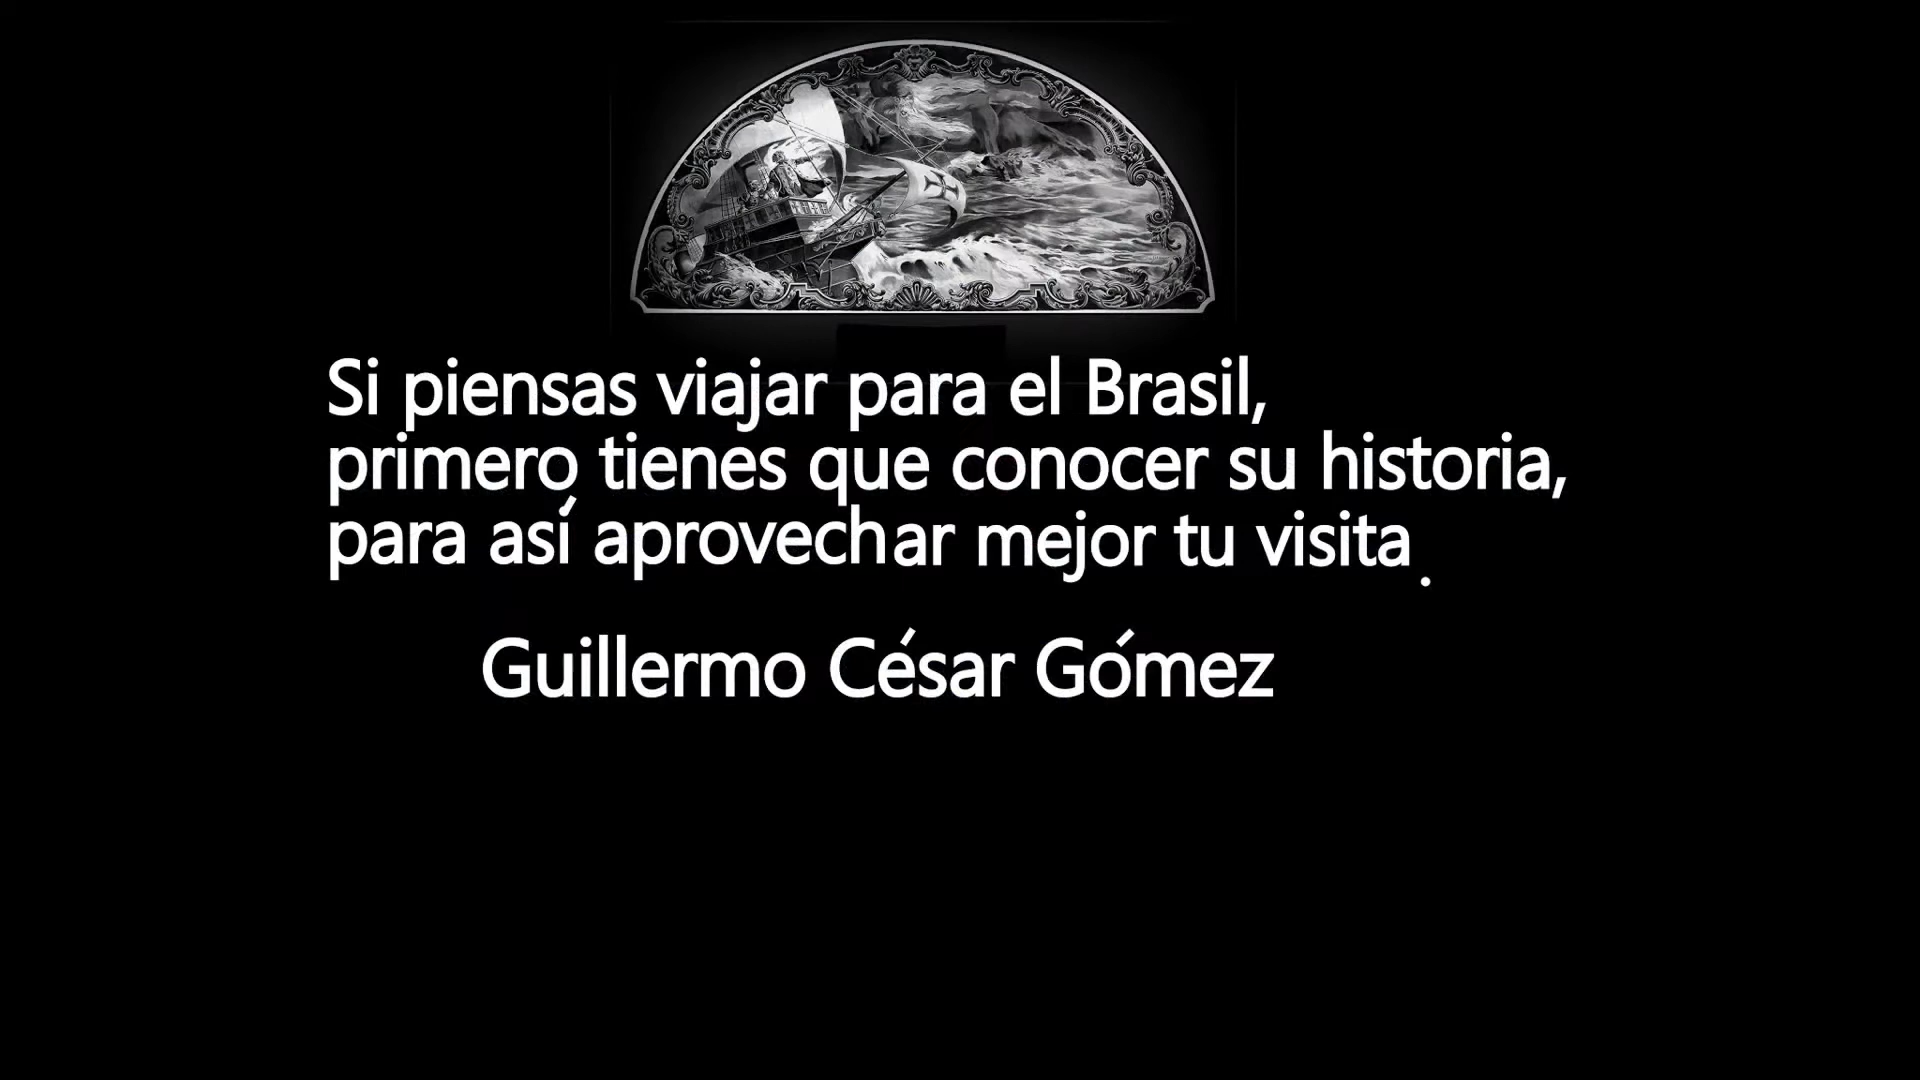 Si piensas viajar para el Brasil,
primero tienes que conocer su historia,
para así aprovechar mejor tu visita.
Guillermo César Gómez